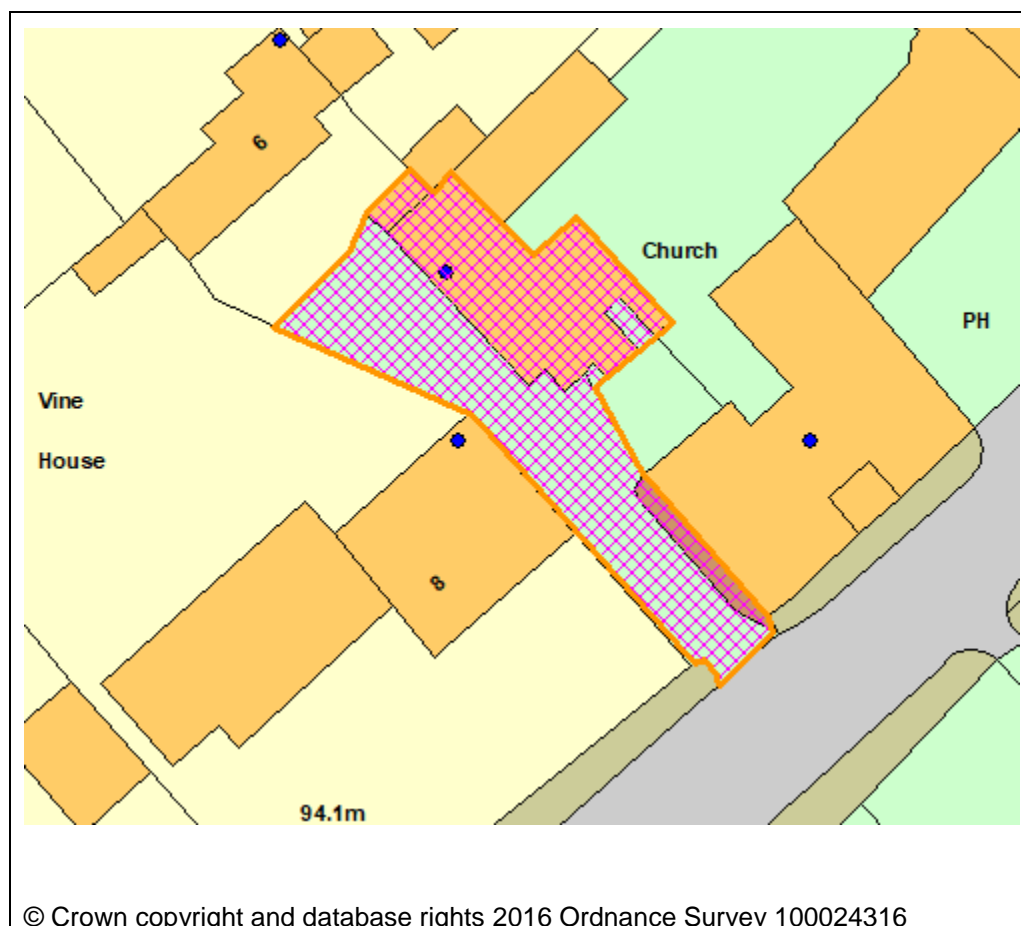 6
Church
PH
Vine
House
8
94.1m
© Crown copyright and database rights 2016 Ordnance Survey 100024316